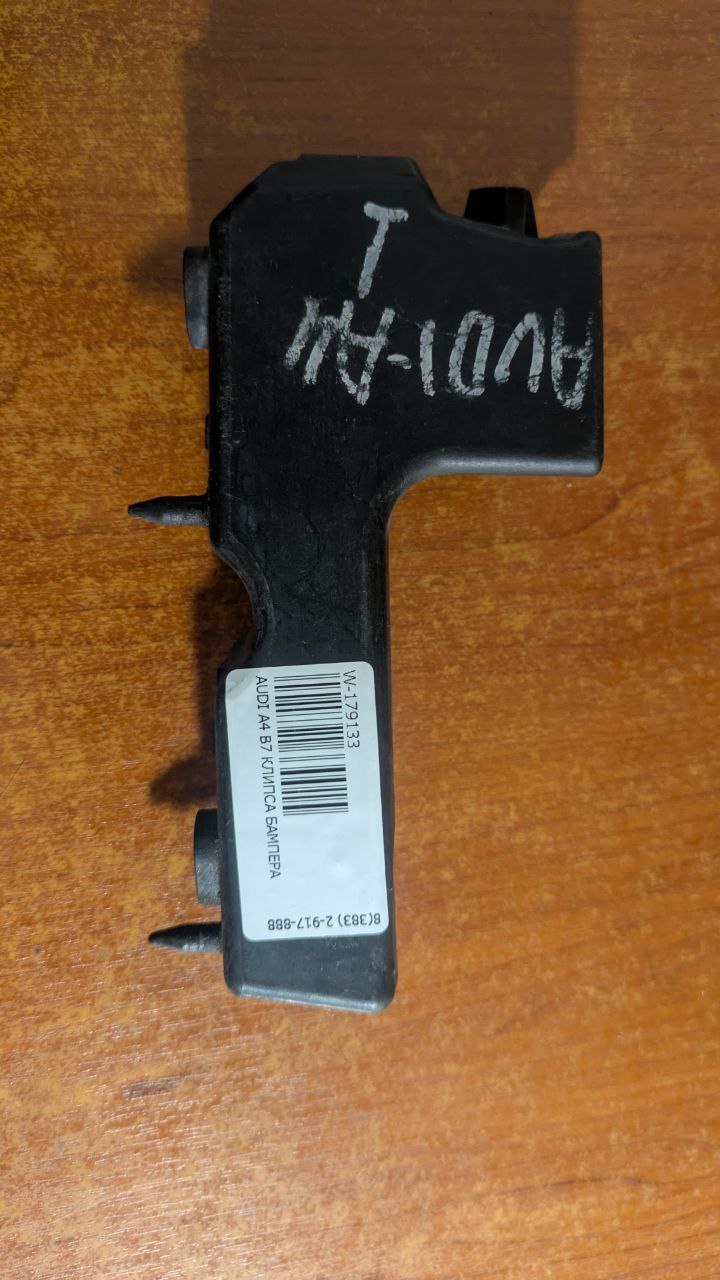 AUDI-A4
L
W-179133
AUDI A4 B7 КЛИПСА БАМПЕРА
8(383) 2-917-888